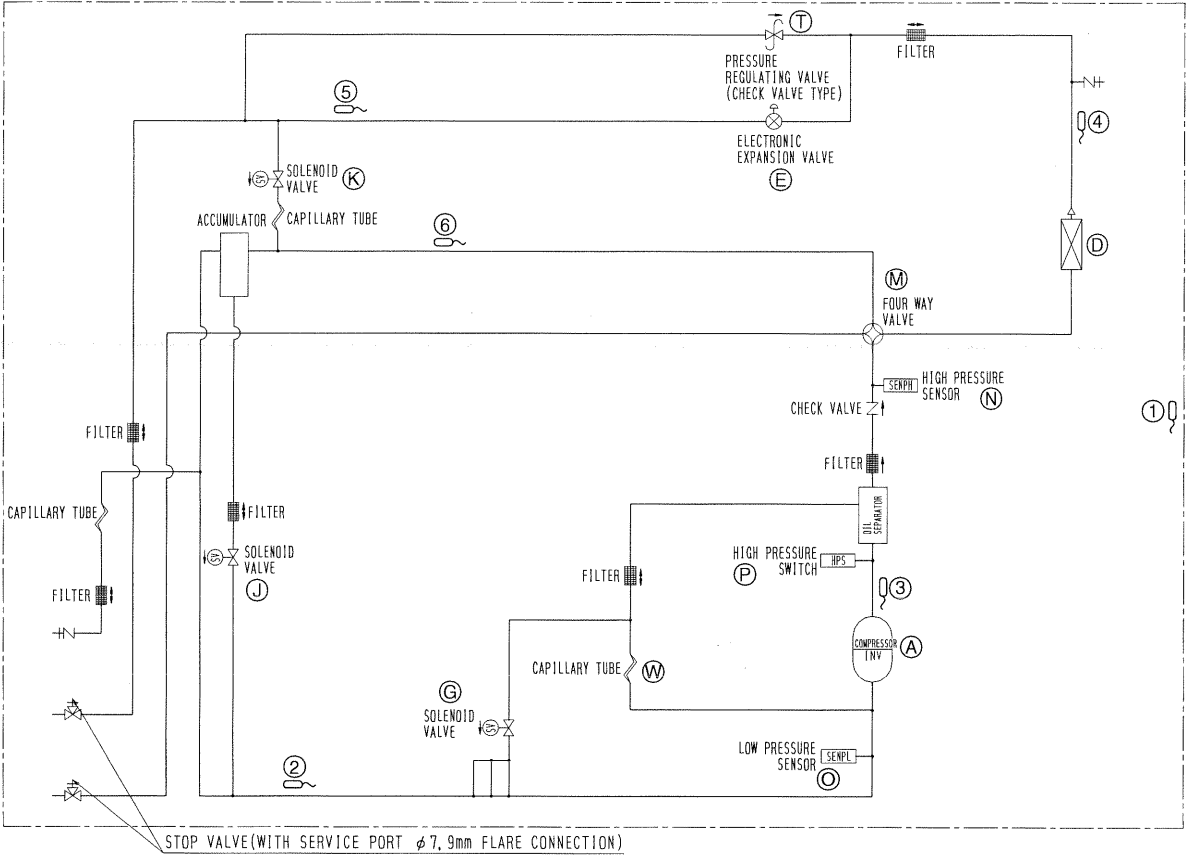 T
FILTER
PRESSURE
REGULATING VALVE
(CHECK VALVE TYPE)
5
4
ELECTRONIC
EXPANSION VALVE
E
SV
SOLENOID
VALVE
K
ACCUMULATOR
CAPILLARY TUBE
6
D
M
FOUR WAY
VALVE
SENPH
HIGH PRESSURE
SENSOR
N
CHECK VALVE
1
FILTER
FILTER
CAPILLARY TUBE
FILTER
OIL
SEPARATOR
SV
SOLENOID
VALVE
J
HIGH PRESSURE
SWITCH
HPS
P
FILTER
FILTER
3
COMPRESSOR
INV
A
CAPILLARY TUBE
W
G
SOLENOID
VALVE
SV
LOW PRESSURE
SENSOR
SENPL
O
2
STOP VALVE(WITH SERVICE PORT φ7,9mm FLARE CONNECTION)